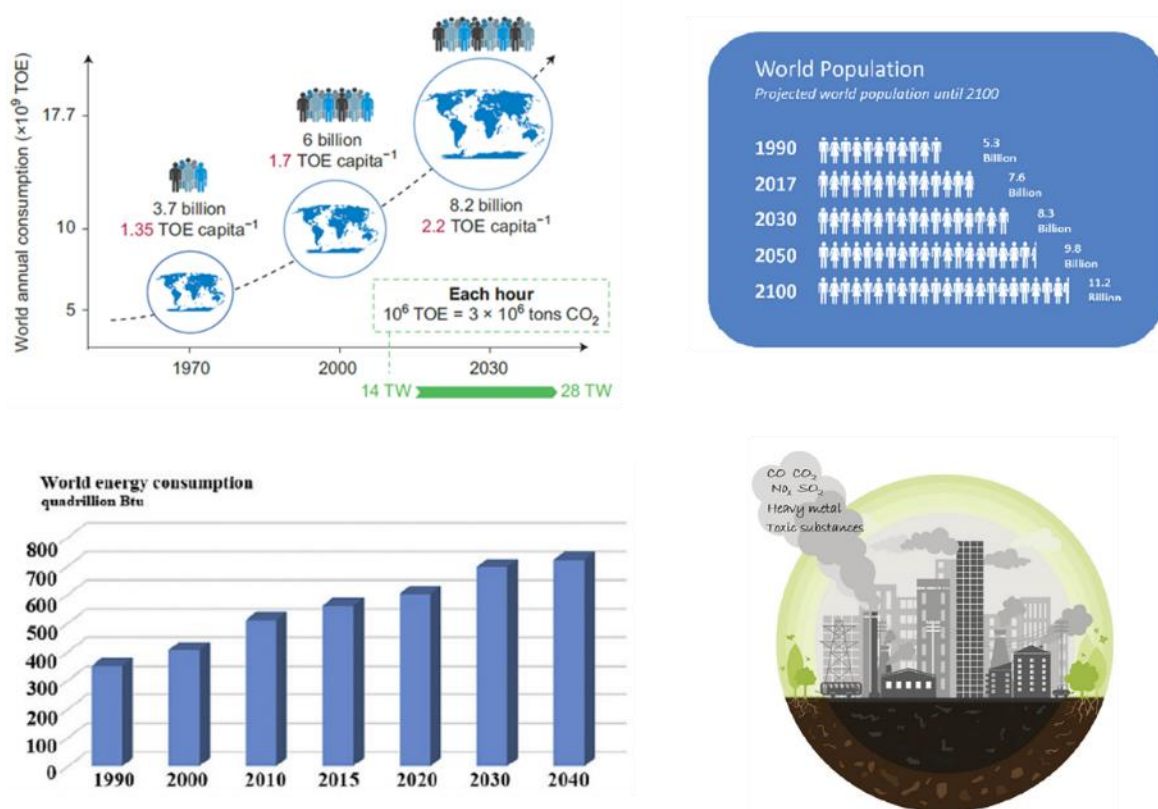 World annual consumption (×10⁹ TOE)
17.7
10
5
3.7 billion
1.35 TOE capita⁻¹
6 billion
1.7 TOE capita⁻¹
8.2 billion
2.2 TOE capita⁻¹
Each hour
10⁶ TOE = 3 × 10⁶ tons CO₂
1970
2000
2030
14 TW
28 TW
World Population
Projected world population until 2100
1990
5.3
Billion
2017
7.6
Billion
2030
8.3
Billion
2050
9.8
Billion
2100
11.2
Billion
World energy consumption
quadrillion Btu
800
700
600
500
400
300
200
100
0
1990
2000
2010
2015
2020
2030
2040
CO CO₂
Noₓ SO₂
Heavy metal
Toxic substances